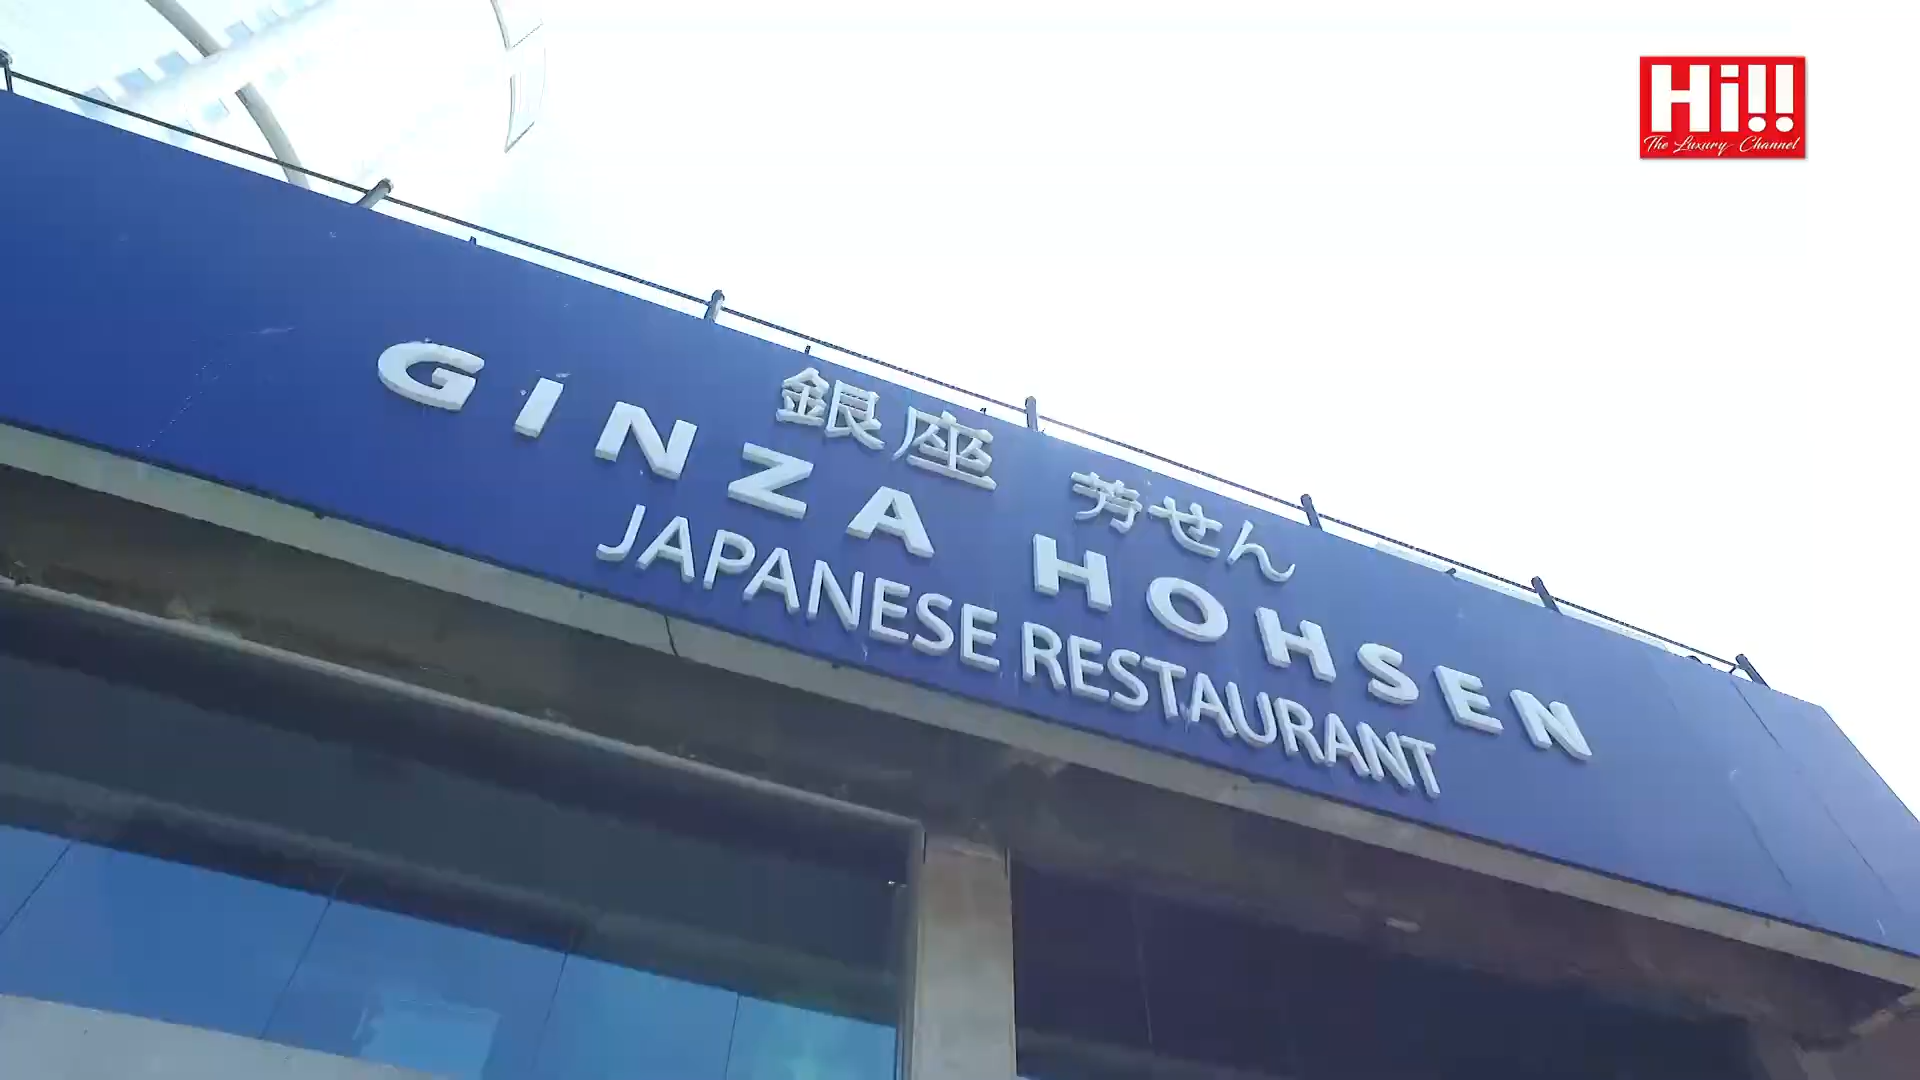 銀座 芳せん
GINZA HOHSEN
JAPANESE RESTAURANT
Hi!!
The Luxury Channel